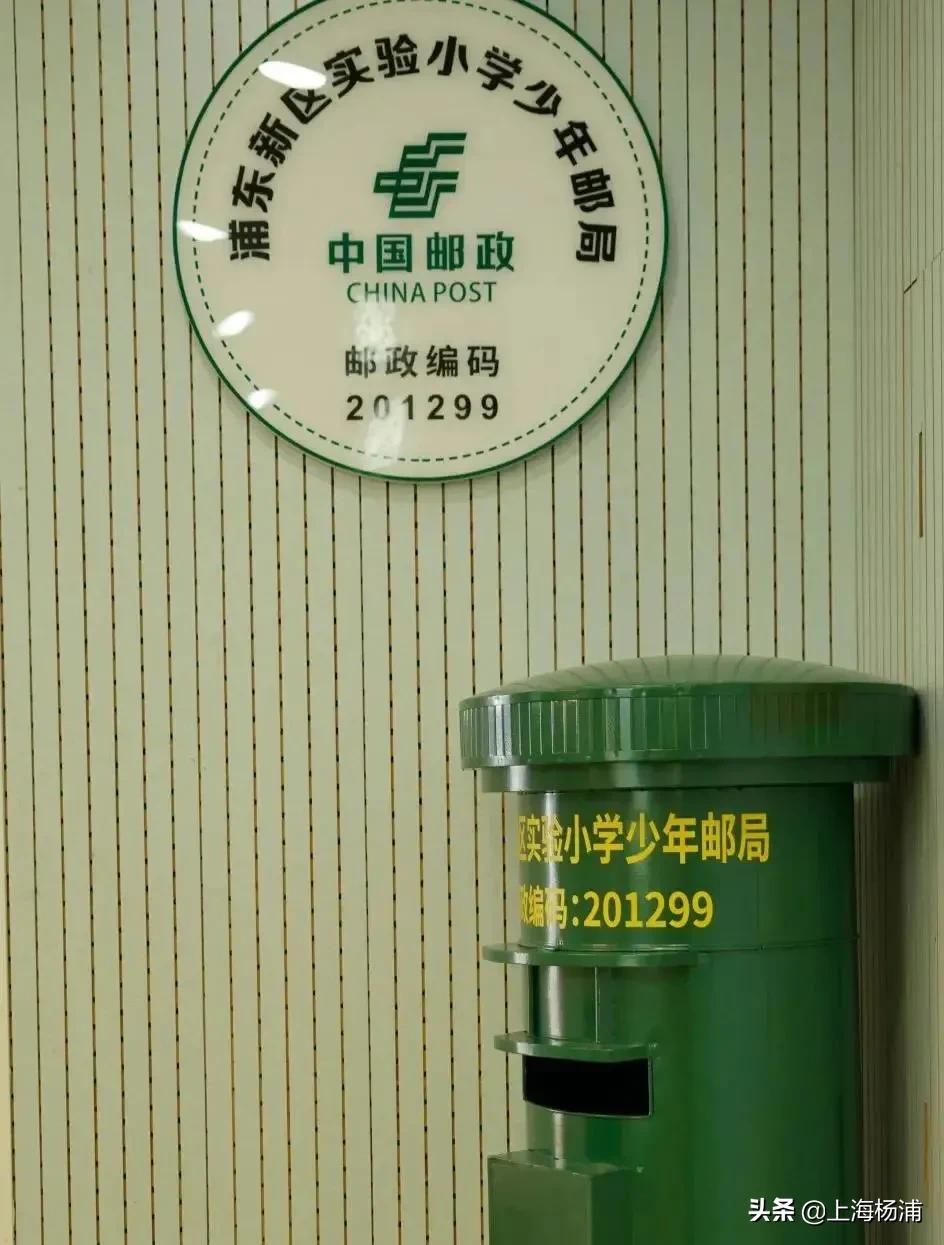 浦东新区实验小学少年邮局
中国邮政
CHINA POST
邮政编码
201299
区实验小学少年邮局
政编码:201299
头条 @上海杨浦